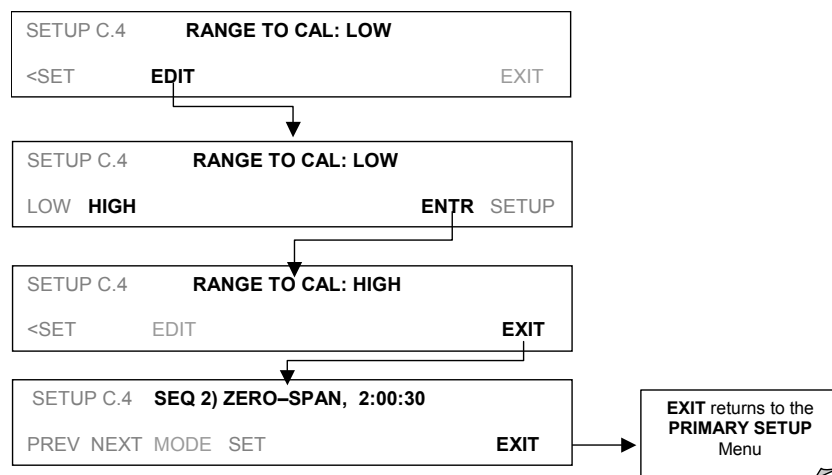 SETUP C.4 RANGE TO CAL: LOW
<SET EDIT EXIT
SETUP C.4 RANGE TO CAL: LOW
LOW HIGH ENTR SETUP
SETUP C.4 RANGE TO CAL: HIGH
<SET EDIT EXIT
SETUP C.4 SEQ 2) ZERO–SPAN, 2:00:30
PREV NEXT MODE SET EXIT
EXIT returns to the
PRIMARY SETUP
Menu